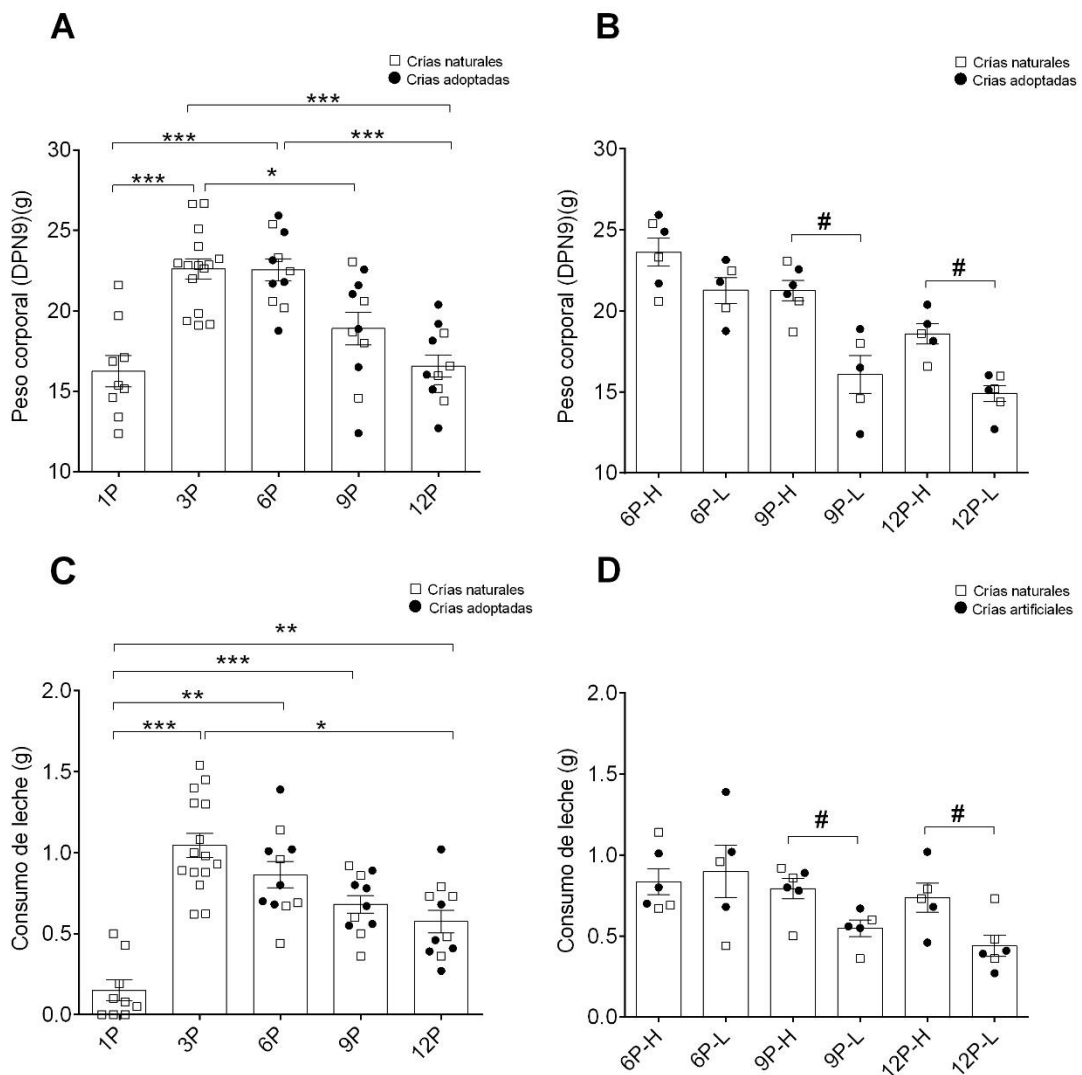 A
Crías naturales
Crias adoptadas
***
***
***
***
*
Peso corporal (DPN9)(g)
30
25
20
15
10
1P
3P
6P
9P
12P
B
Crías naturales
Crías adoptadas
#
#
Peso corporal (DPN9)(g)
30
25
20
15
10
6P-H
6P-L
9P-H
9P-L
12P-H
12P-L
C
Crías naturales
Crías adoptadas
**
***
**
***
*
Consumo de leche (g)
2.0
1.5
1.0
0.5
0.0
1P
3P
6P
9P
12P
D
Crías naturales
Crías artificiales
#
#
Consumo de leche (g)
2.0
1.5
1.0
0.5
0.0
6P-H
6P-L
9P-H
9P-L
12P-H
12P-L